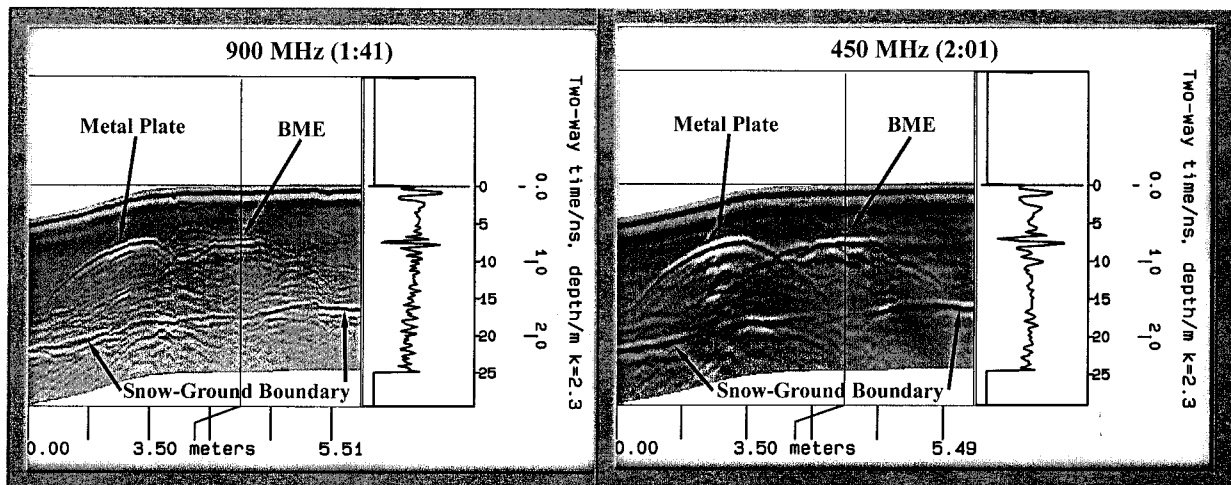 900 MHz (1:41)
Metal Plate
BME
Snow-Ground Boundary
0
5
10
15
20
25
0.0
1.0
2.0
Two-way time/ns, depth/m k=2.3
0.00 3.50 meters 5.51
450 MHz (2:01)
Metal Plate
BME
Snow-Ground Boundary
0
5
10
15
20
25
0.0
1.0
2.0
Two-way time/ns, depth/m k=2.3
0.00 3.50 meters 5.49